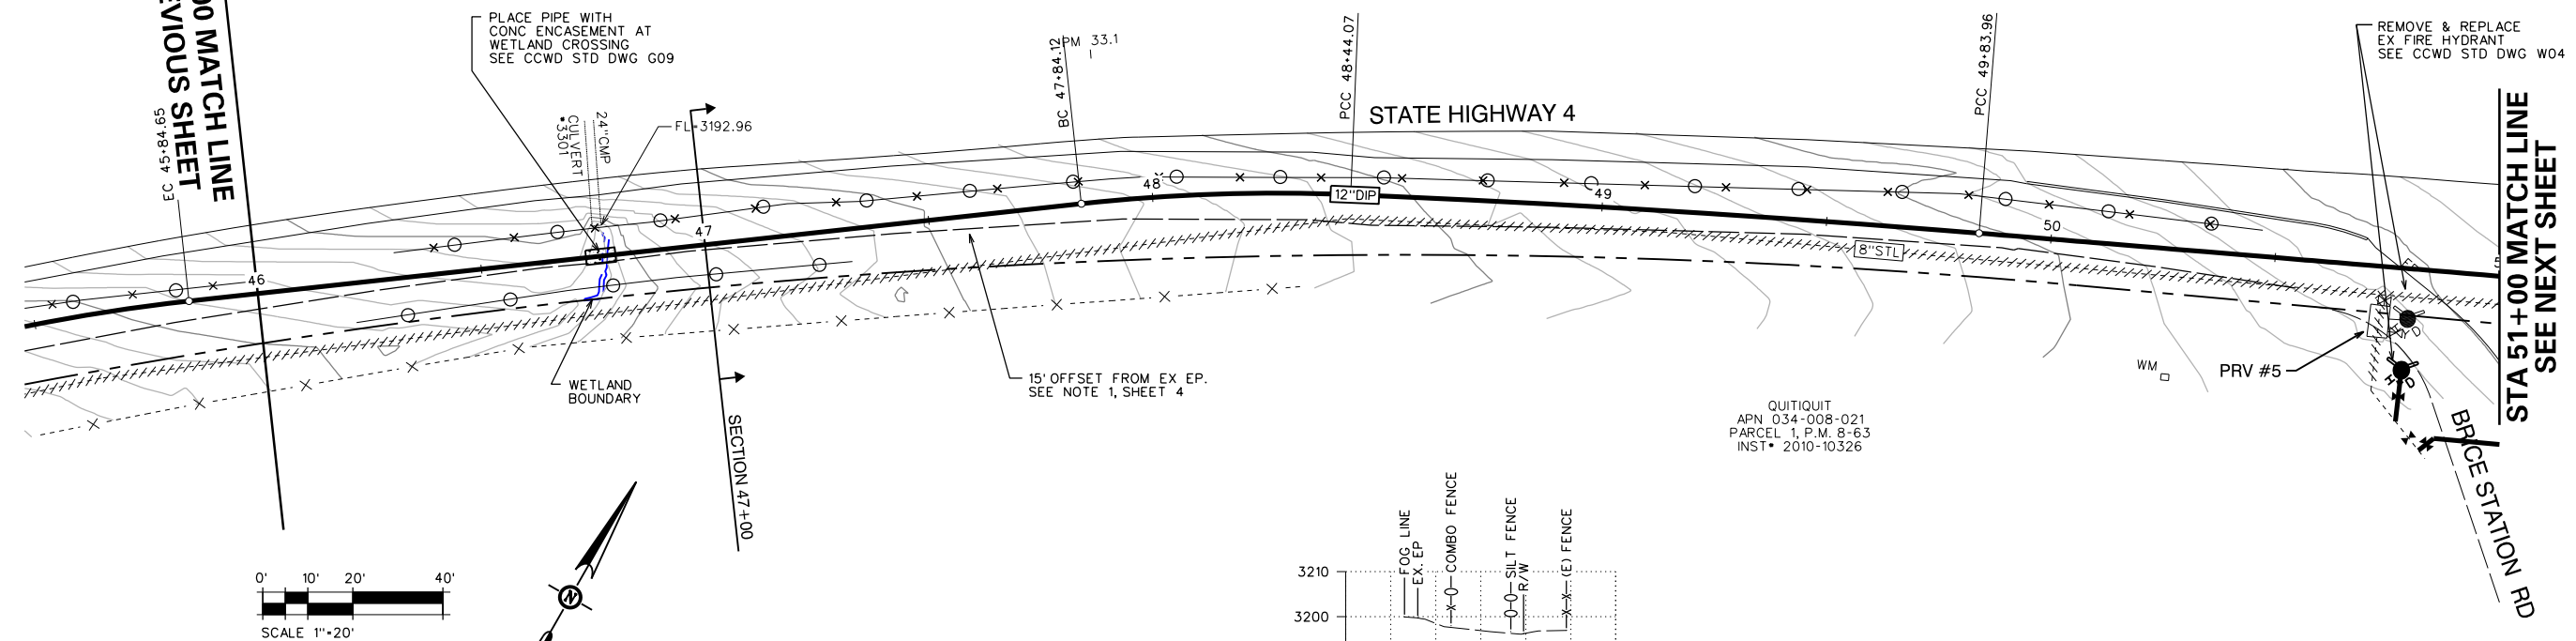 00 MATCH LINE
EVIOUS SHEET
EC 45+84.65
PLACE PIPE WITH
CONC ENCASEMENT AT
WETLAND CROSSING
SEE CCWD STD DWG G09
CULVERT
*3301
24"CMP
FL=3192.96
BC 47+84.12
PM 33.1
PCC 48+44.07
STATE HIGHWAY 4
PCC 49+83.96
REMOVE & REPLACE
EX FIRE HYDRANT
SEE CCWD STD DWG W04
STA 51+00 MATCH LINE
SEE NEXT SHEET
46
47
48
12"DIP
49
50
8"STL
WETLAND
BOUNDARY
SECTION 47+00
15' OFFSET FROM EX EP.
SEE NOTE 1, SHEET 4
QUITIQUIT
APN 034-008-021
PARCEL 1, P.M. 8-63
INST* 2010-10326
WM
PRV #5
HYD
HYD
BRICE STATION RD
0' 10' 20' 40'
SCALE 1"=20'
N
FOG LINE
EX. EP
X-O COMBO FENCE
O-O SILT FENCE
R/W
X-X (E) FENCE
3210
3200